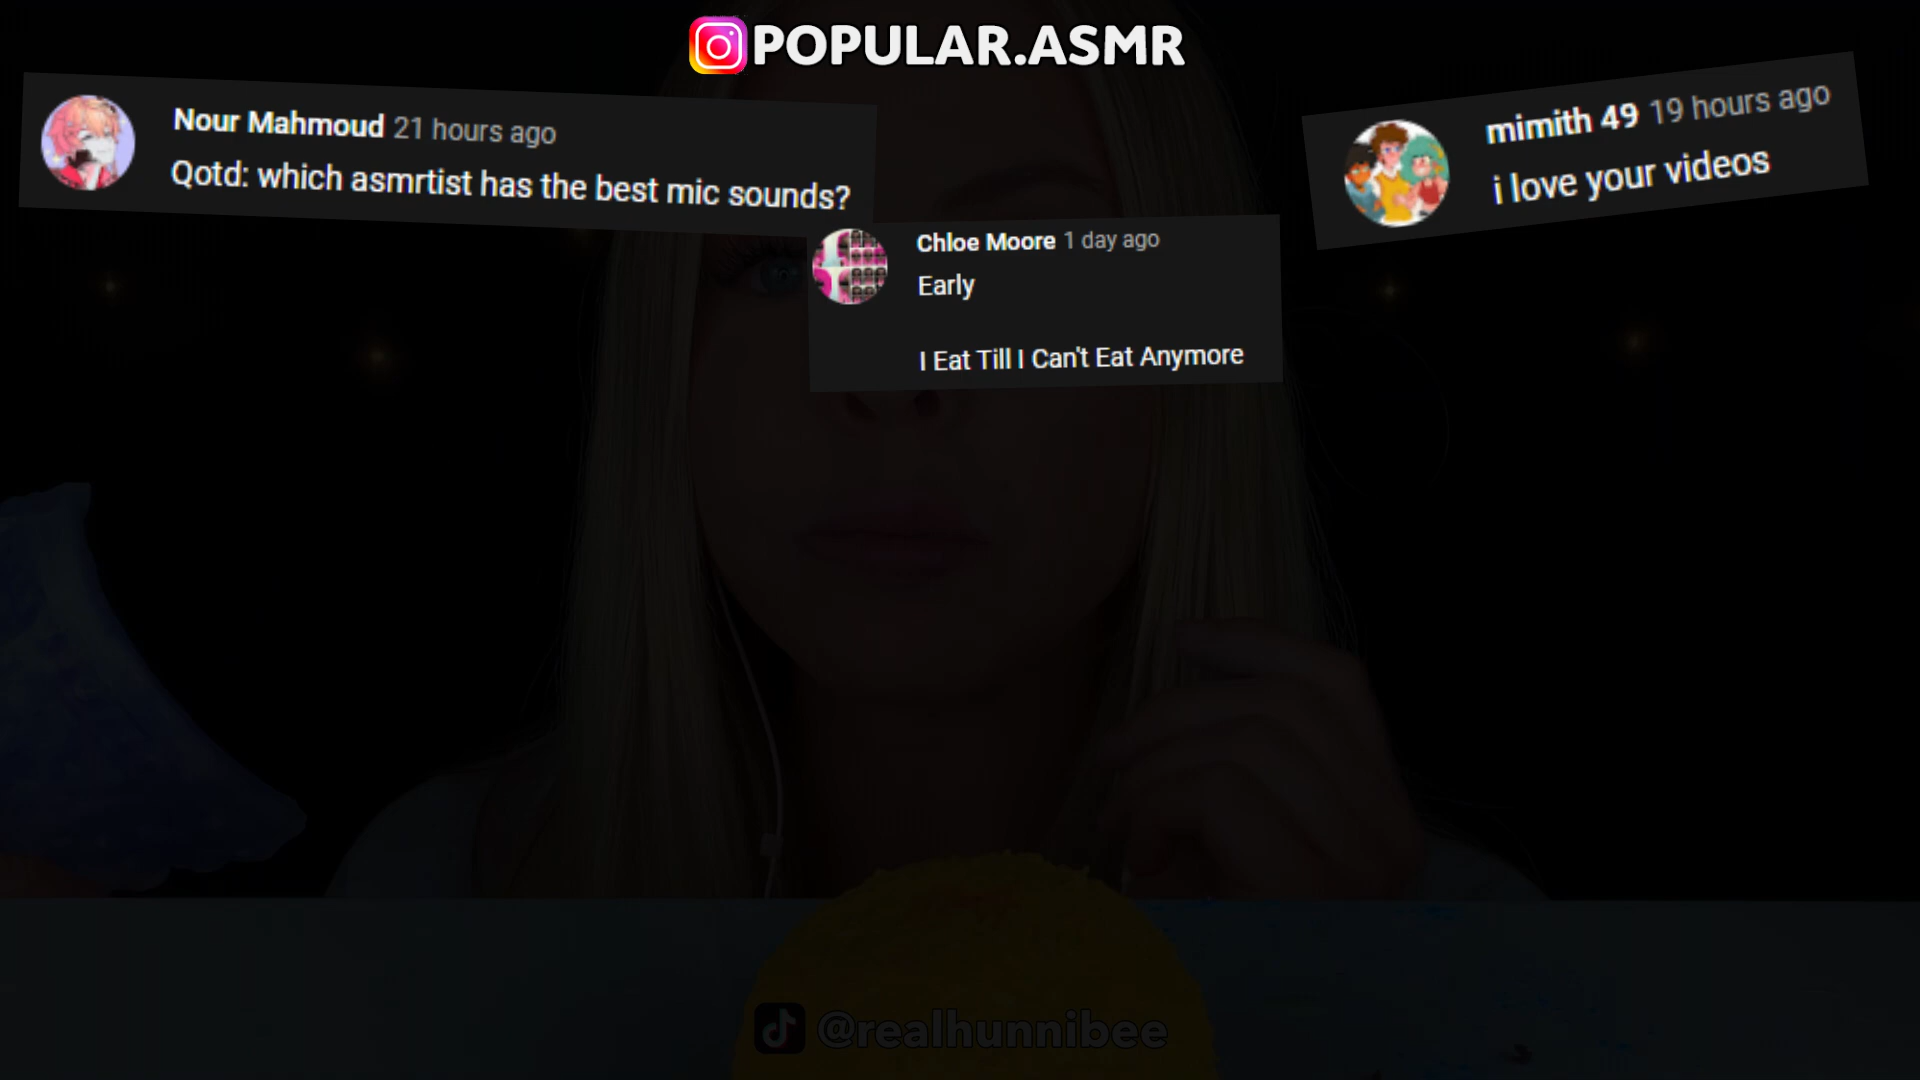 POPULAR.ASMR
Nour Mahmoud 21 hours ago
Qotd: which asmrtist has the best mic sounds?
mimith 49 19 hours ago
i love your videos
Chloe Moore 1 day ago
Early
I Eat Till I Can't Eat Anymore
@realhunnibee